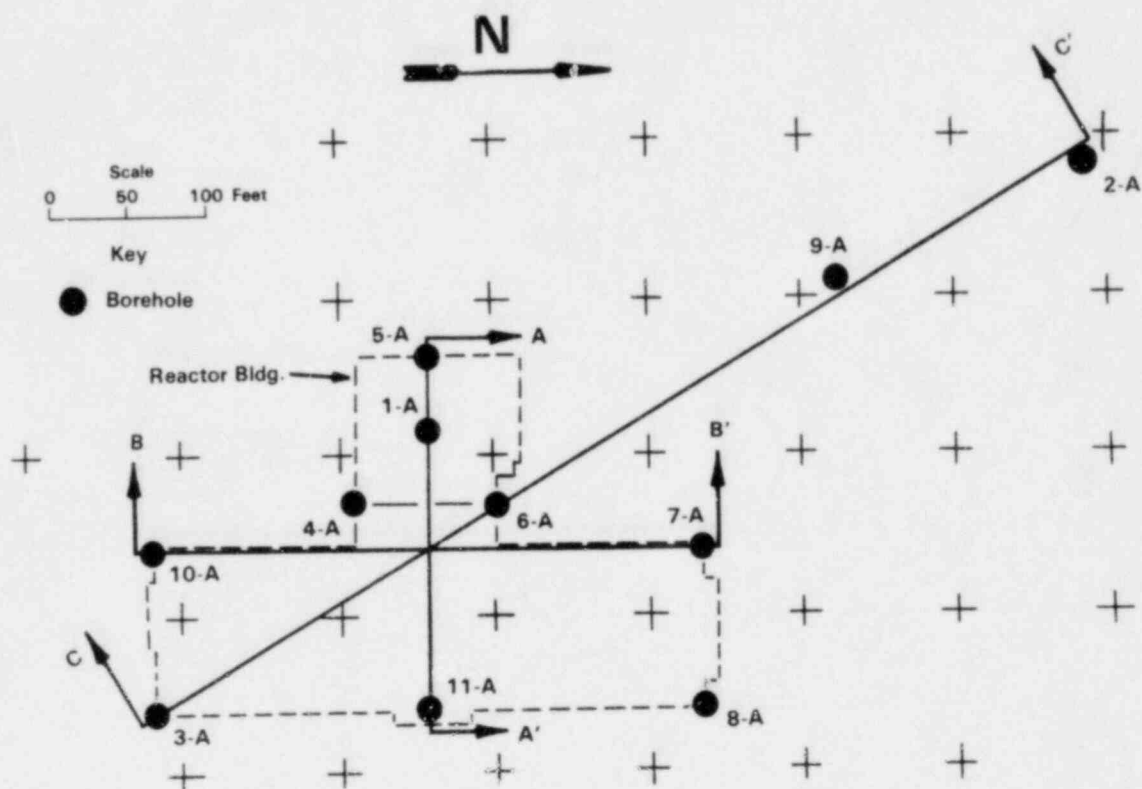 N
C'
Scale
0 50 100 Feet
2-A
Key
9-A
Borehole
5-A
A
Reactor Bldg.
1-A
B
B'
4-A
6-A
7-A
10-A
C
11-A
8-A
3-A
A'